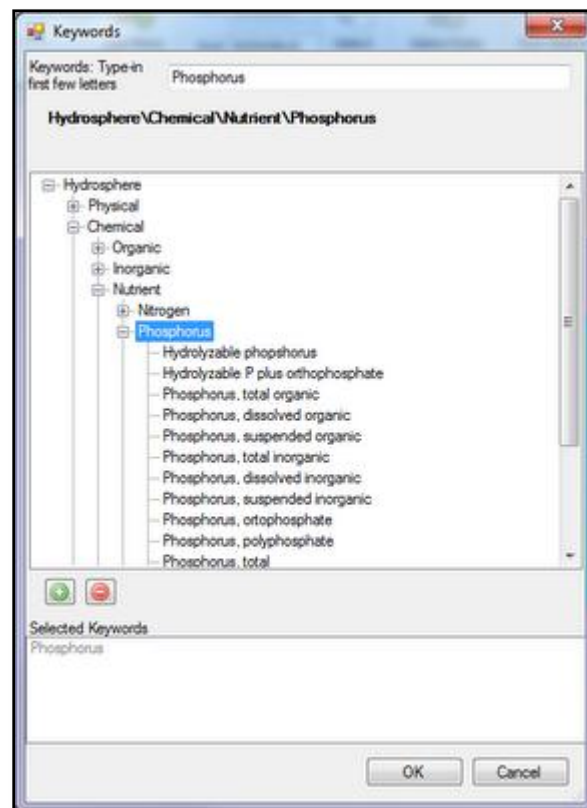 Keywords
Keywords: Type-in
first few letters
Phosphorus
Hydrosphere\Chemical\Nutrient\Phosphorus
Hydrosphere
Physical
Chemical
Organic
Inorganic
Nutrient
Nitrogen
Phosphorus
Hydrolyzable phopshorus
Hydrolyzable P plus orthophosphate
Phosphorus, total organic
Phosphorus, dissolved organic
Phosphorus, suspended organic
Phosphorus, total inorganic
Phosphorus, dissolved inorganic
Phosphorus, suspended inorganic
Phosphorus, ortophosphate
Phosphorus, polyphosphate
Phosphorus, total
Selected Keywords
Phosphorus
OK
Cancel